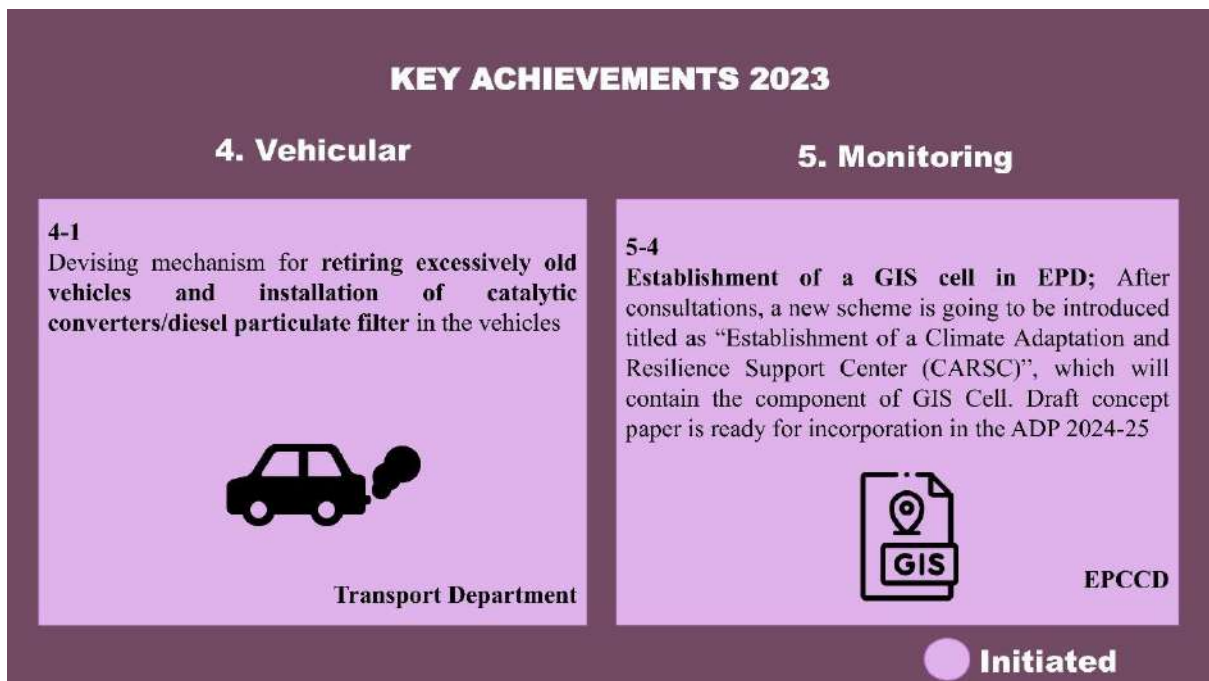 KEY ACHIEVEMENTS 2023
4. Vehicular
4-1
Devising mechanism for retiring excessively old
vehicles and installation of catalytic
converters/diesel particulate filter in the vehicles
Transport Department
5. Monitoring
5-4
Establishment of a GIS cell in EPD; After
consultations, a new scheme is going to be introduced
titled as “Establishment of a Climate Adaptation and
Resilience Support Center (CARSC)”, which will
contain the component of GIS Cell. Draft concept
paper is ready for incorporation in the ADP 2024-25
GIS
EPCCD
Initiated